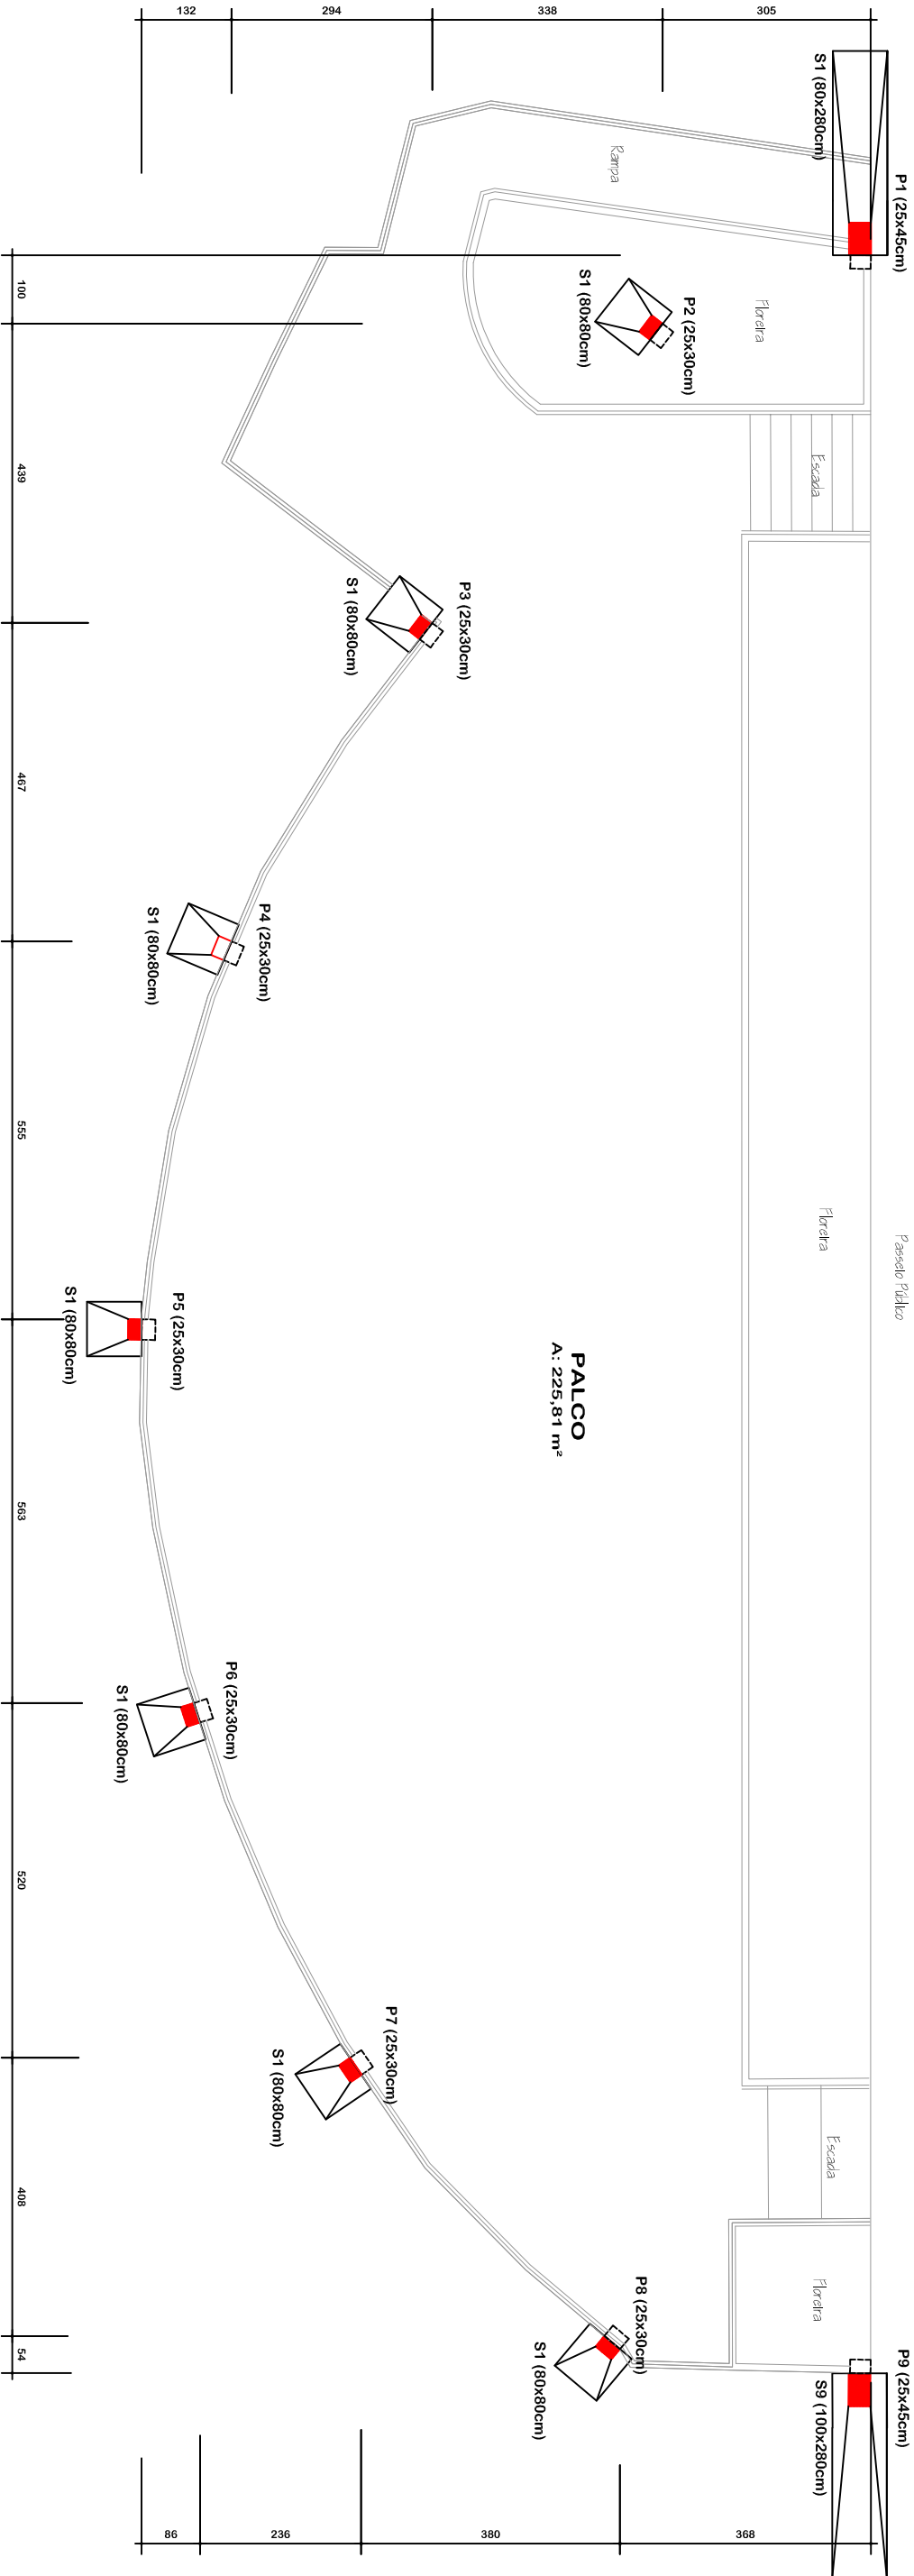 132
294
338
305
S1 (80x280cm)
P1 (25x45cm)
Rampa
100
S1 (80x80cm)
P2 (25x30cm)
Floreira
439
Escada
S1 (80x80cm)
P3 (25x30cm)
467
S1 (80x80cm)
P4 (25x30cm)
555
Floreira
Passeio Público
S1 (80x80cm)
P5 (25x30cm)
PALCO
A: 225,81 m²
563
S1 (80x80cm)
P6 (25x30cm)
520
S1 (80x80cm)
P7 (25x30cm)
408
Escada
S1 (80x80cm)
P8 (25x30cm)
Floreira
54
S9 (100x280cm)
P9 (25x45cm)
86
236
380
368